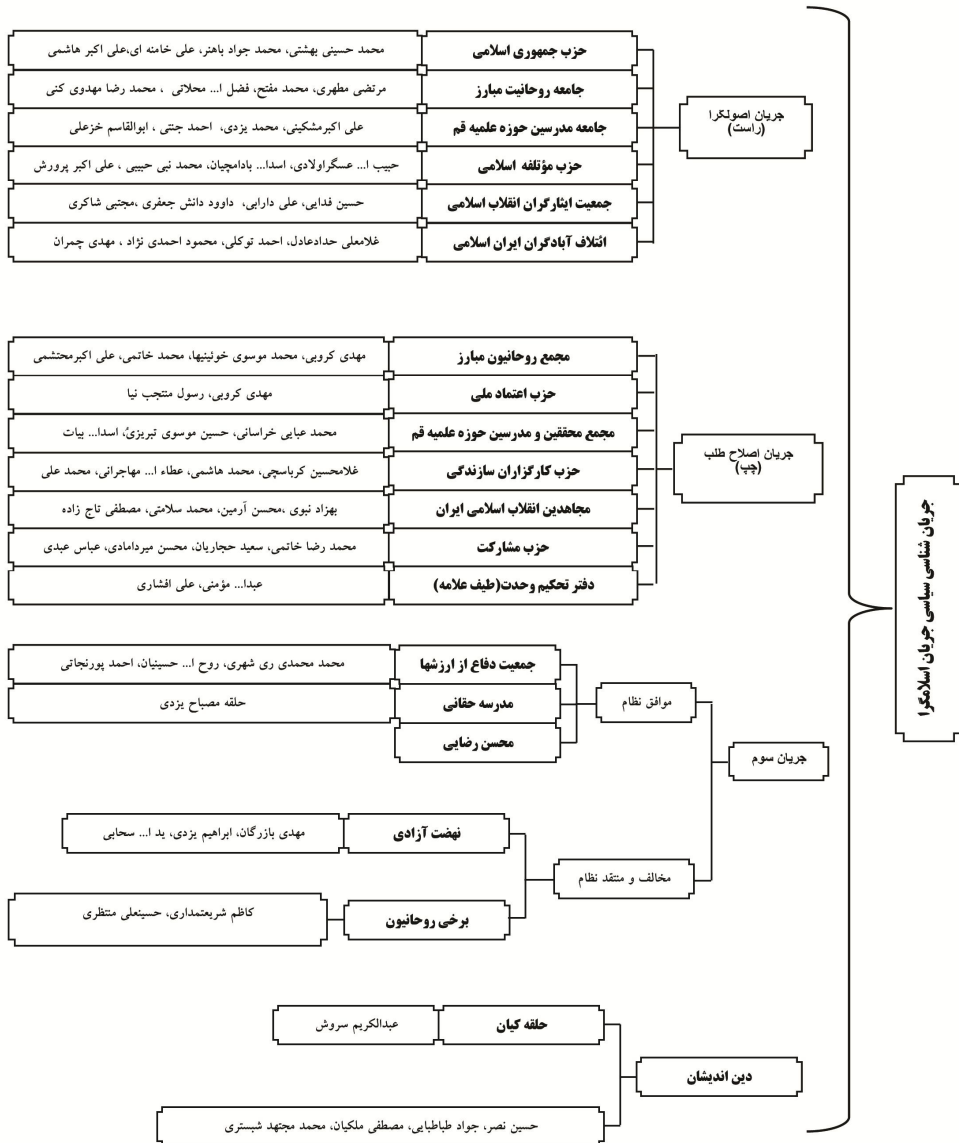 حزب جمهوری اسلامی
محمد حسینی بهشتی، محمد جواد باهنر، علی خامنه ای،علی اکبر هاشمی
جامعه روحانیت مبارز
مرتضی مطهری، محمد مفتح، فضل ا... محلاتی ، محمد رضا مهدوی کنی
جریان اصولگرا
(راست)
جامعه مدرسین حوزه علمیه قم
علی اکبرمشکینی، محمد یزدی، احمد جنتی ، ابوالقاسم خزعلی
حزب مؤتلفه اسلامی
حبیب ا... عسگراولادی، اسدا... بادامچیان، محمد نبی حبیبی ، علی اکبر پرورش
جمعیت ایثارگران انقلاب اسلامی
حسین فدایی، علی دارابی، داوود دانش جعفری ،مجتبی شاکری
ائتلاف آبادگران ایران اسلامی
غلامعلی حدادعادل، احمد توکلی، محمود احمدی نژاد ، مهدی چمران
مجمع روحانیون مبارز
مهدی کروبی، محمد موسوی خوئینیها، محمد خاتمی، علی اکبرمحتشمی
حزب اعتماد ملی
مهدی کروبی، رسول منتجب نیا
مجمع محققین و مدرسین حوزه علمیه قم
محمد عبایی خراسانی، حسین موسوی تبریزی، اسدا... بیات
جریان اصلاح طلب
(چپ)
حزب کارگزاران سازندگی
غلامحسین کرباسچی، محمد هاشمی، عطاء ا... مهاجرانی، محمد علی
مجاهدین انقلاب اسلامی ایران
بهزاد نبوی ،محسن آرمین، محمد سلامتی، مصطفی تاج زاده
حزب مشارکت
محمد رضا خاتمی، سعید حجاریان، محسن میردامادی، عباس عبدی
دفتر تحکیم وحدت(طیف علامه)
عبدا... مؤمنی، علی افشاری
جریان شناسی سیاسی جریان اسلامگرا
جمعیت دفاع از ارزشها
محمد محمدی ری شهری، روح ا... حسینیان، احمد پورنجاتی
موافق نظام
مدرسه حقانی
حلقه مصباح یزدی
محسن رضایی
جریان سوم
نهضت آزادی
مهدی بازرگان، ابراهیم یزدی، ید ا... سحابی
مخالف و منتقد نظام
برخی روحانیون
کاظم شریعتمداری، حسینعلی منتظری
حلقه کیان
عبدالکریم سروش
دین اندیشان
حسین نصر، جواد طباطبایی، مصطفی ملکیان، محمد مجتهد شبستری